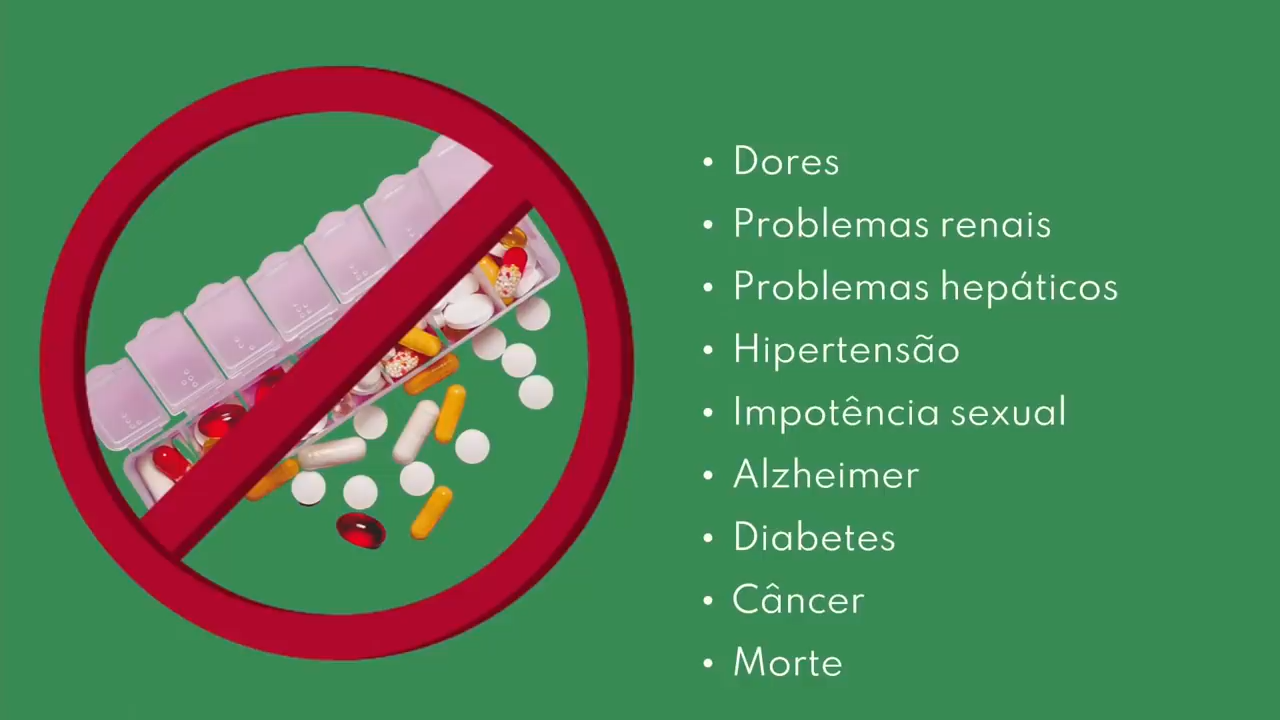 • Dores
• Problemas renais
• Problemas hepáticos
• Hipertensão
• Impotência sexual
• Alzheimer
• Diabetes
• Câncer
• Morte